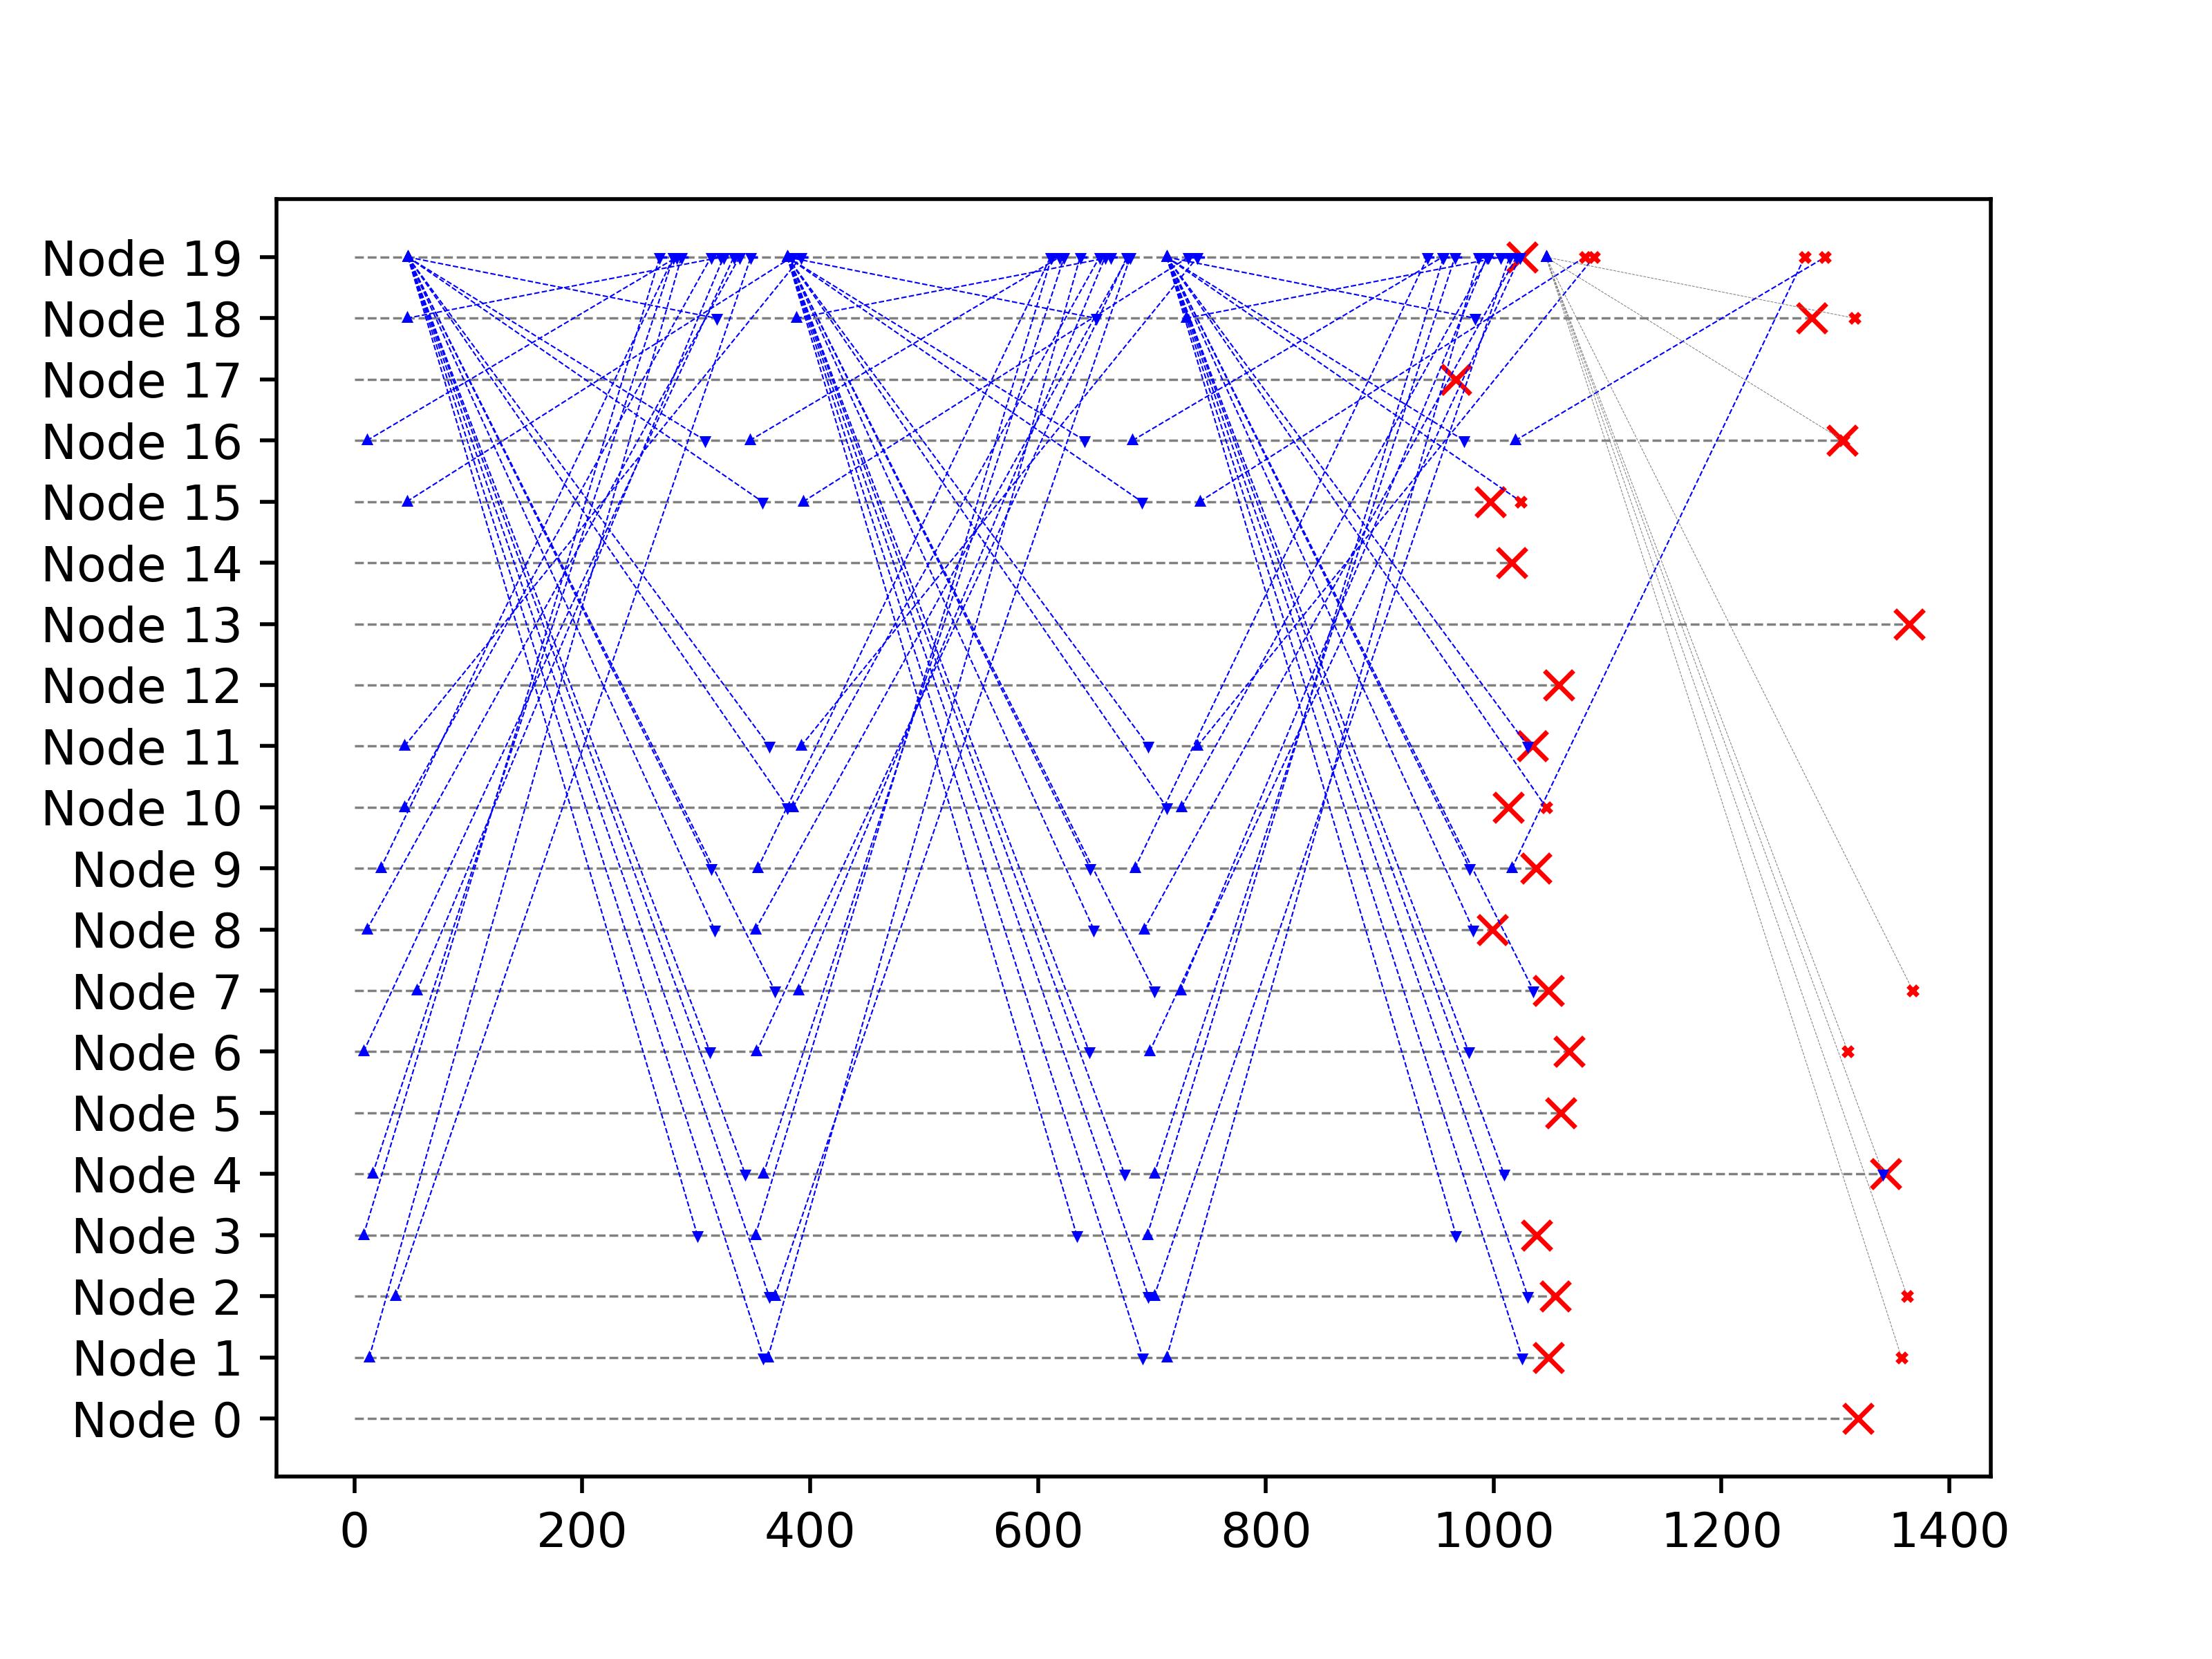 Node 19
Node 18
Node 17
Node 16
Node 15
Node 14
Node 13
Node 12
Node 11
Node 10
Node 9
Node 8
Node 7
Node 6
Node 5
Node 4
Node 3
Node 2
Node 1
Node 0
0 200 400 600 800 1000 1200 1400